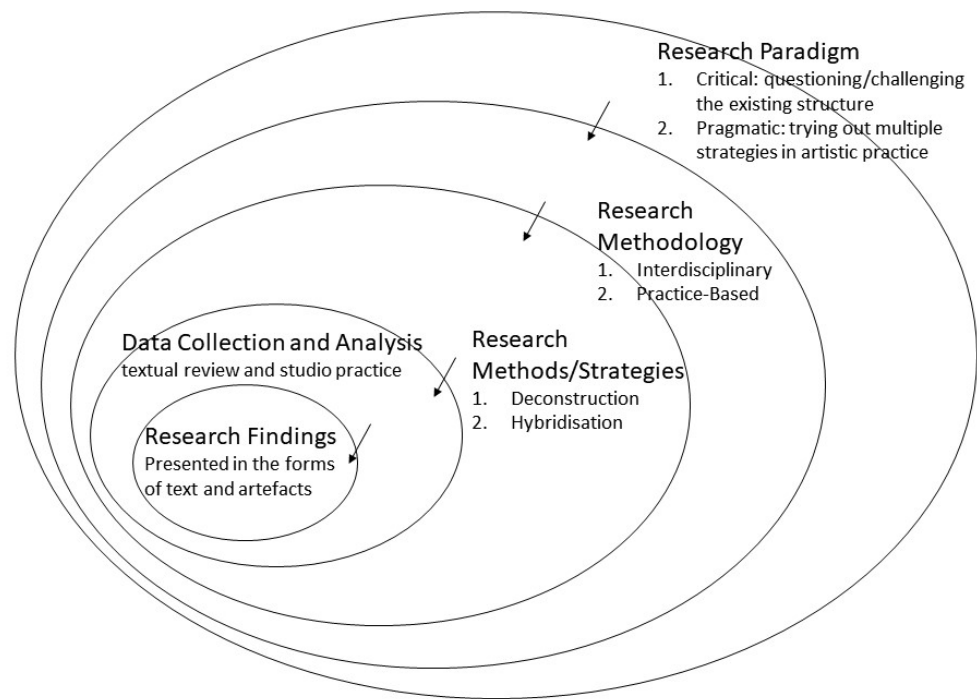 Research Paradigm
1. Critical: questioning/challenging
the existing structure
2. Pragmatic: trying out multiple
strategies in artistic practice
Research
Methodology
1. Interdisciplinary
2. Practice-Based
Research
Methods/Strategies
1. Deconstruction
2. Hybridisation
Data Collection and Analysis
textual review and studio practice
Research Findings
Presented in the forms
of text and artefacts